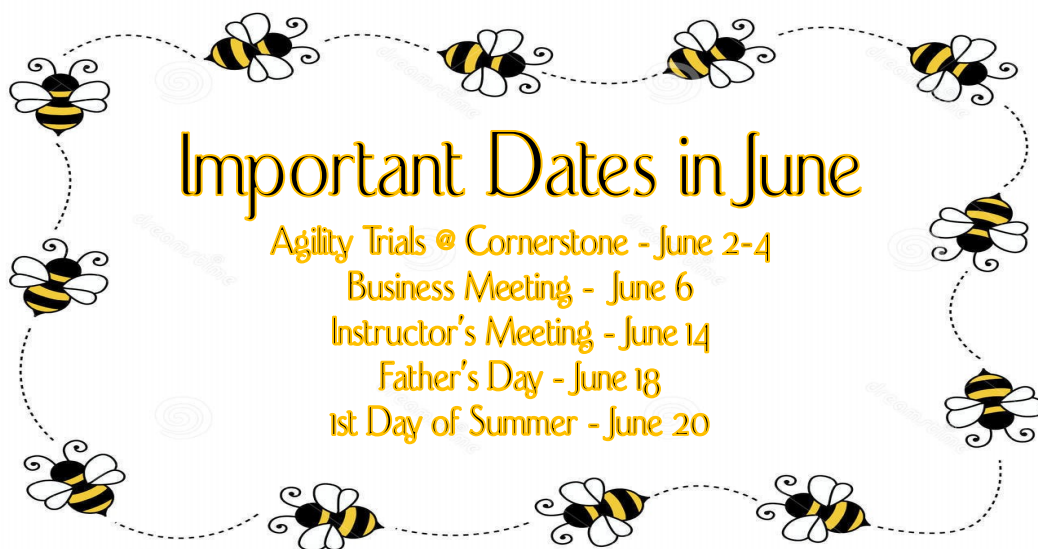 Important Dates in June
Agility Trials @ Cornerstone - June 2-4
Business Meeting - June 6
Instructor's Meeting - June 14
Father's Day - June 18
1st Day of Summer - June 20